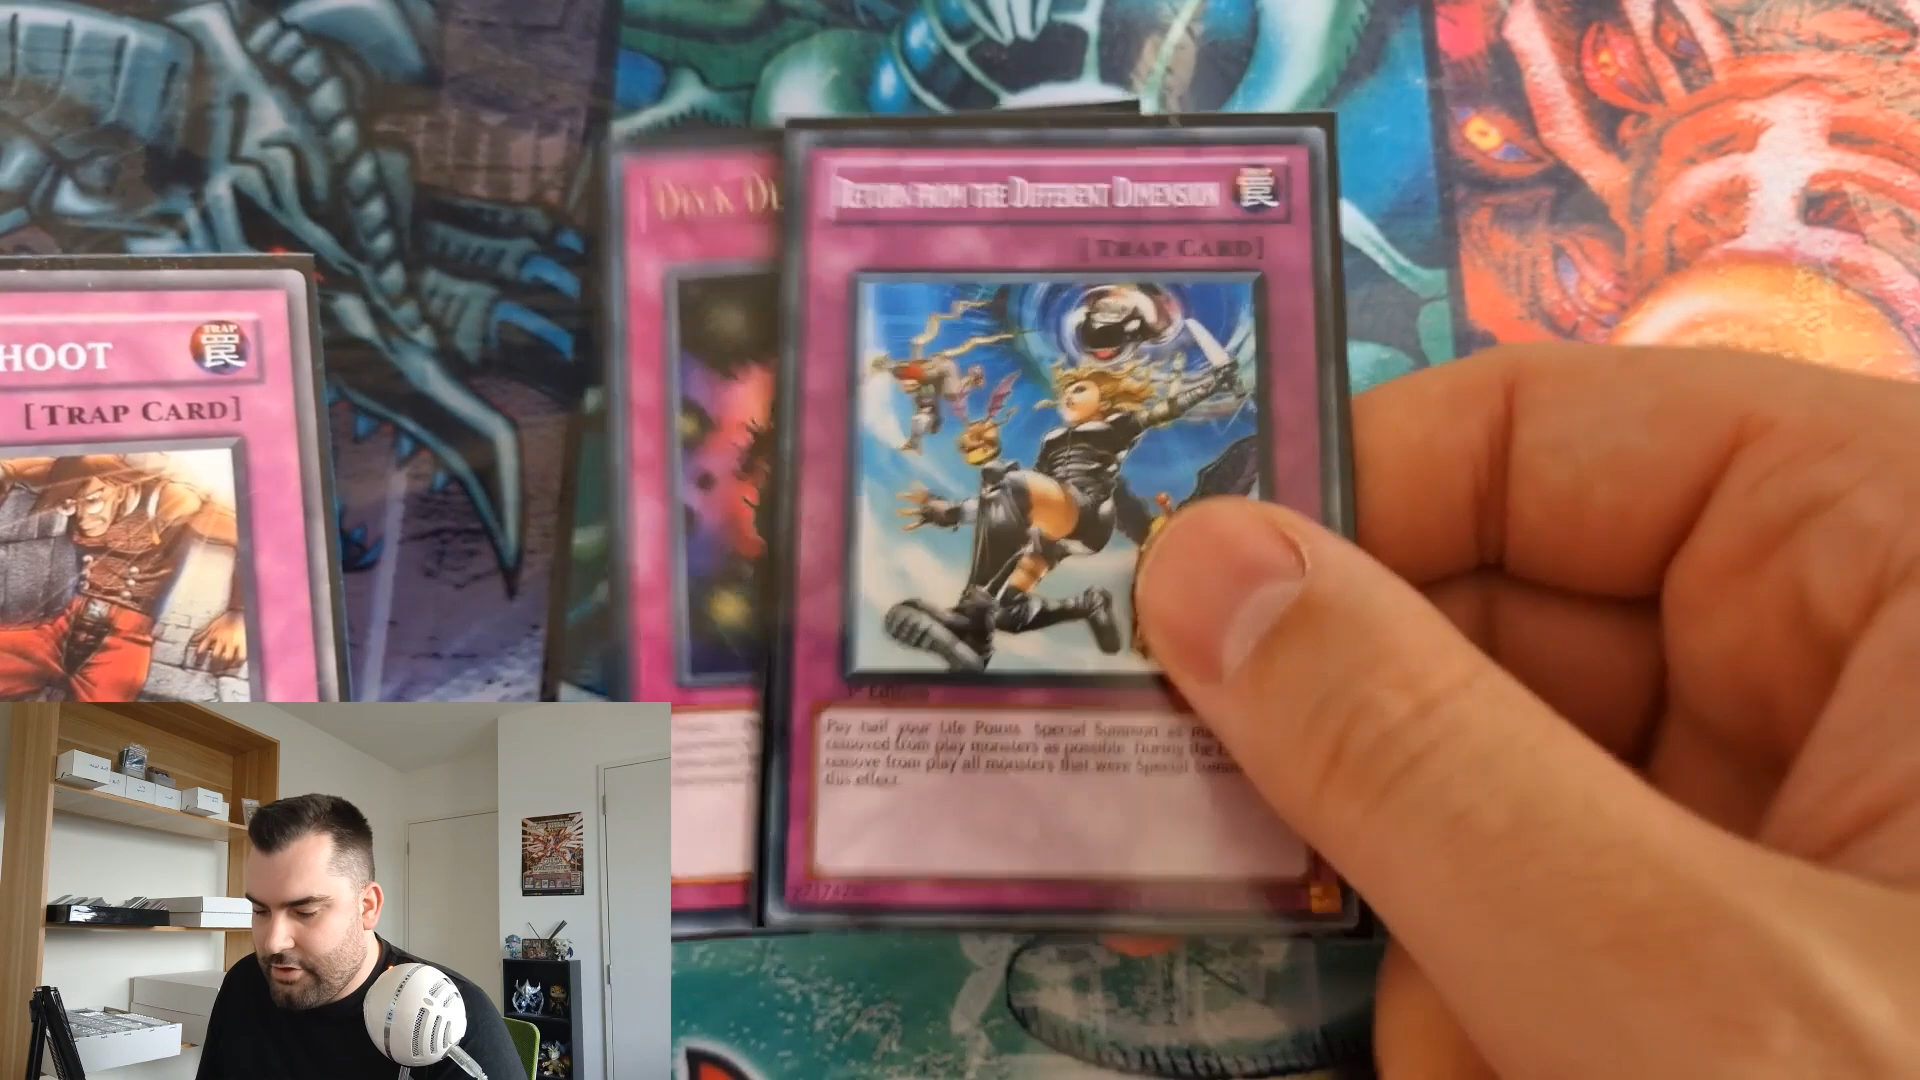 HOOT
TRAP
[TRAP CARD]
DECK DE
RETURN FROM THE DIFFERENT DIMENSION
[TRAP CARD]
1st Edition
Pay half your Life Points. Special Summon as
removed from play monsters as possible. During the
remove from play all monsters that were Special
this effect.